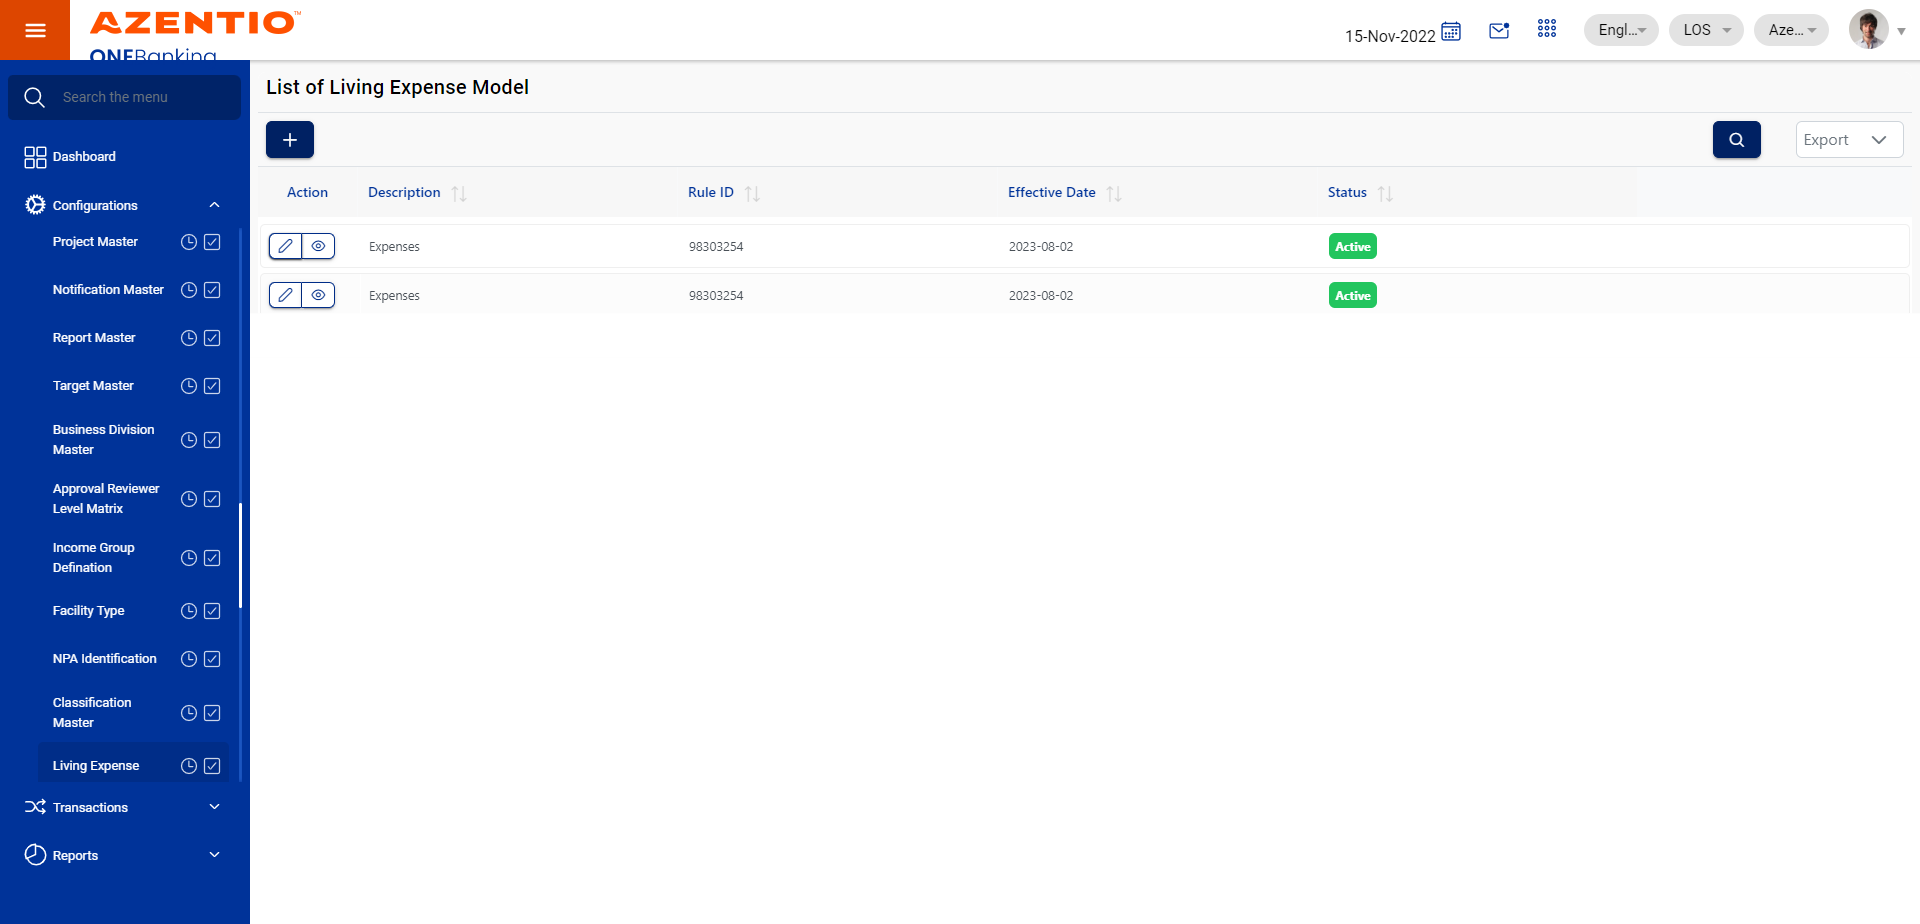 AZENTIO™
ONEBanking
15-Nov-2022
Engl...
LOS
Aze...
Search the menu
Dashboard
Configurations
Project Master
Notification Master
Report Master
Target Master
Business Division
Master
Approval Reviewer
Level Matrix
Income Group
Defination
Facility Type
NPA Identification
Classification
Master
Living Expense
Transactions
Reports
List of Living Expense Model
Export
Action Description Rule ID Effective Date Status
Expenses 98303254 2023-08-02 Active
Expenses 98303254 2023-08-02 Active